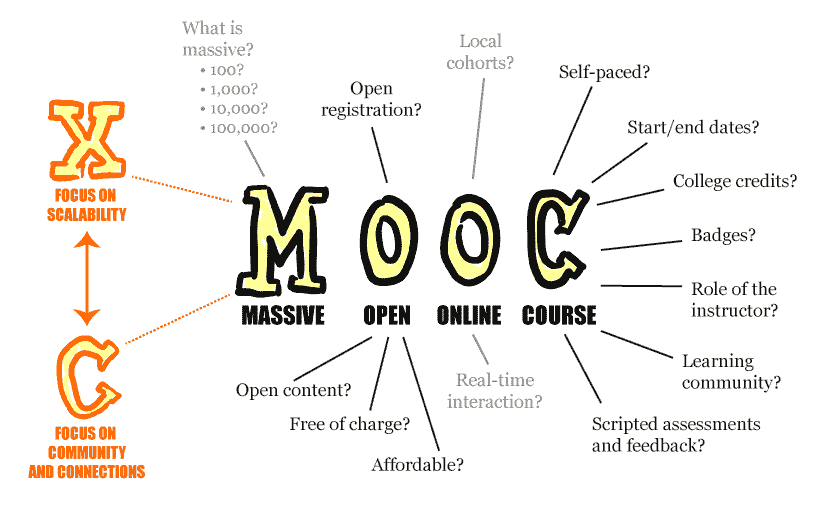 What is
massive?
• 100?
• 1,000?
• 10,000?
• 100,000?
Local
cohorts?
Self-paced?
Open
registration?
Start/end dates?
College credits?
Badges?
Role of the
instructor?
Learning
community?
Scripted assessments
and feedback?
X
FOCUS ON
SCALABILITY
C
FOCUS ON
COMMUNITY
AND CONNECTIONS
MOOC
MASSIVE OPEN ONLINE COURSE
Open content?
Free of charge?
Affordable?
Real-time
interaction?